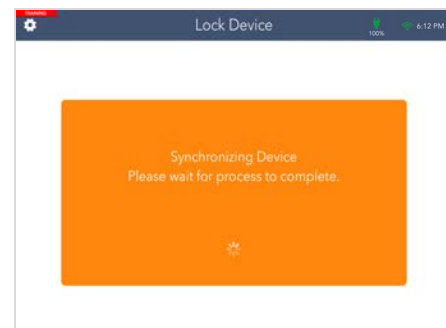 TRAINING
Lock Device
100%
6:12 PM
Synchronizing Device
Please wait for process to complete.